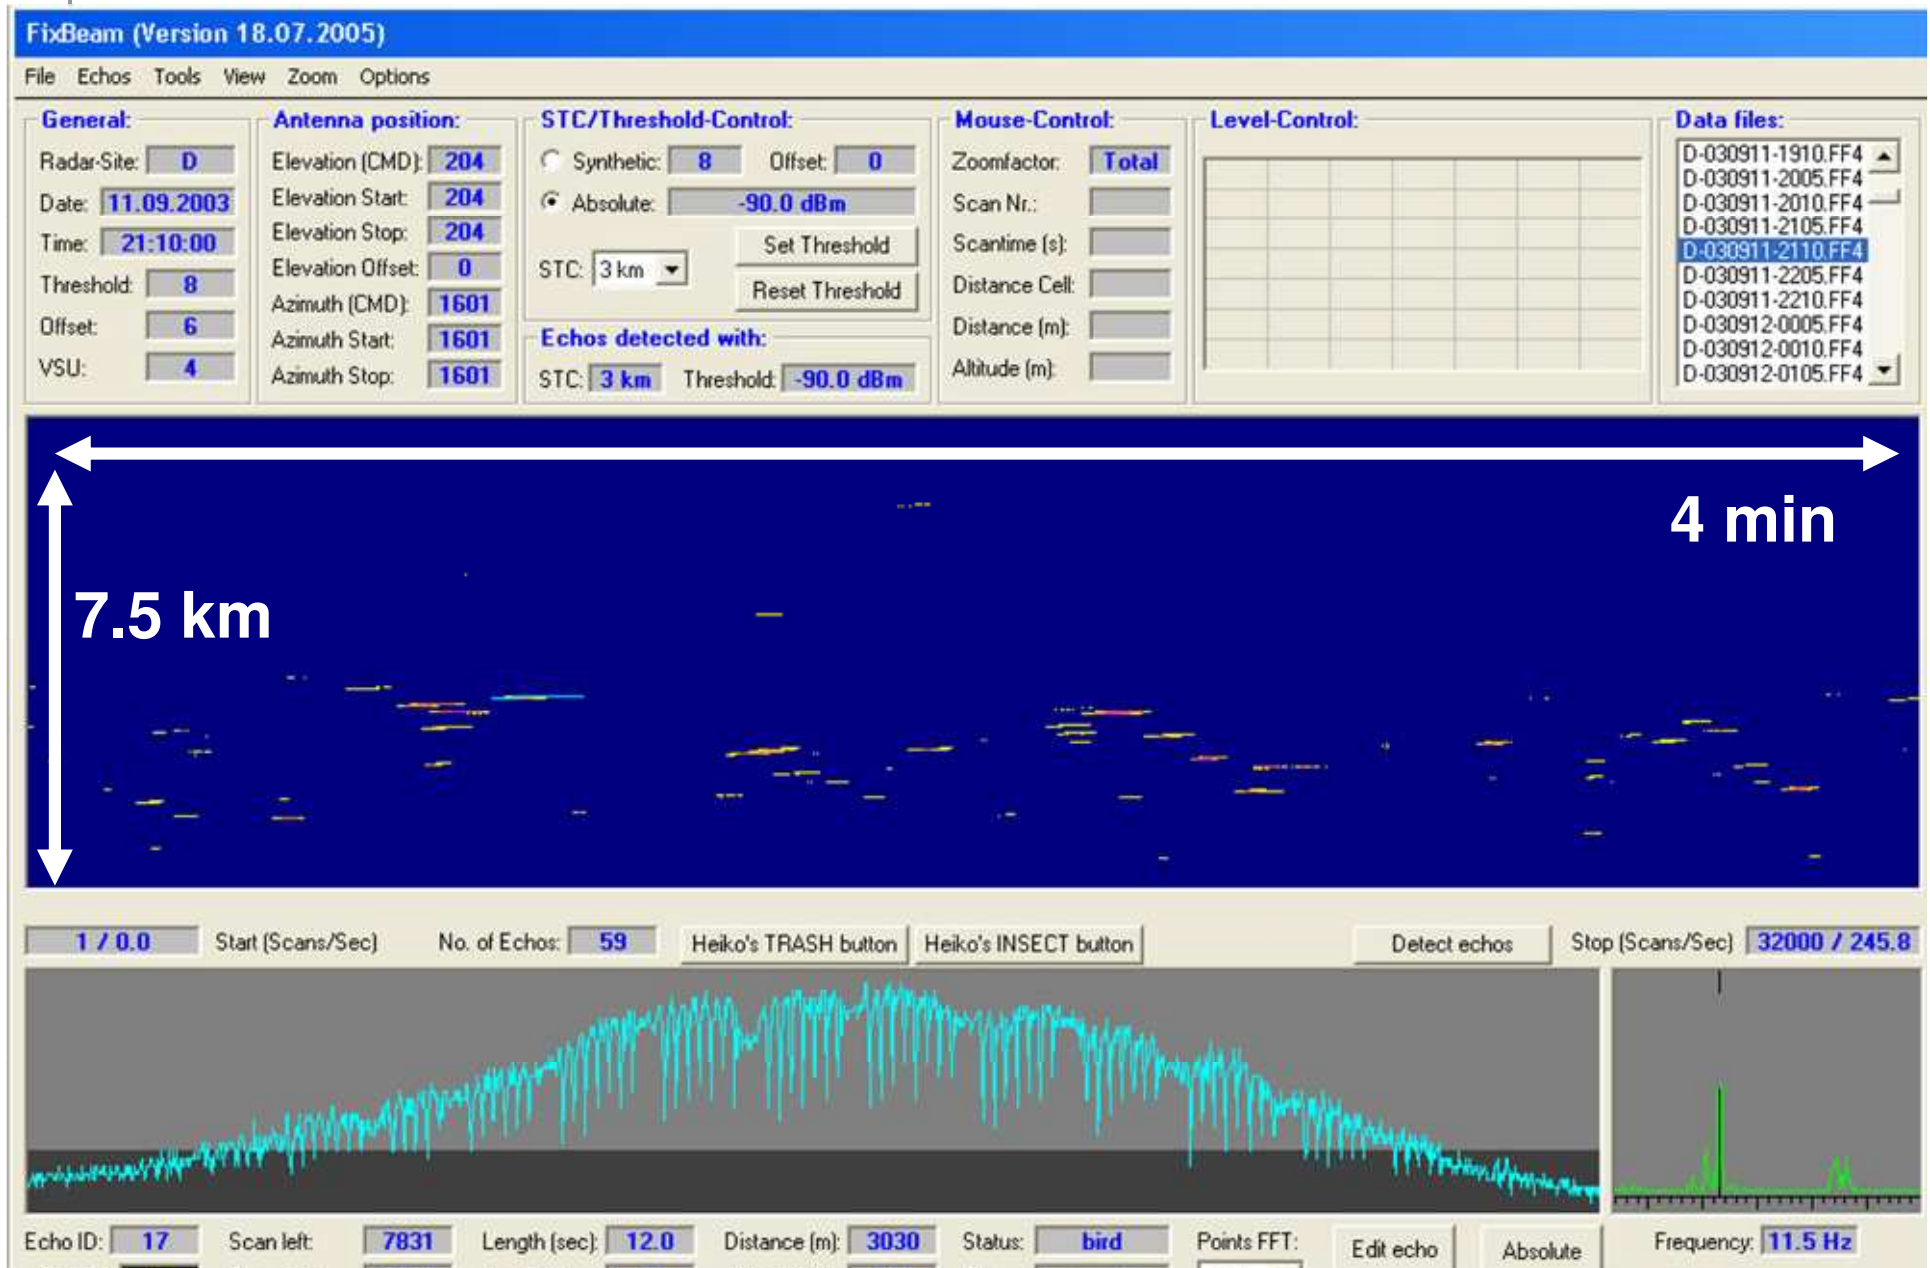 FixBeam (Version 18.07.2005)
File Echos Tools View Zoom Options
General:
Radar-Site: D
Date: 11.09.2003
Time: 21:10:00
Threshold: 8
Offset: 6
VSU: 4
Antenna position:
Elevation (CMD): 204
Elevation Start: 204
Elevation Stop: 204
Elevation Offset: 0
Azimuth (CMD): 1601
Azimuth Start: 1601
Azimuth Stop: 1601
STC/Threshold-Control:
Synthetic: 8 Offset: 0
Absolute: -90.0 dBm
Set Threshold
STC: 3 km
Reset Threshold
Echos detected with:
STC: 3 km Threshold: -90.0 dBm
Mouse-Control:
Zoomfactor: Total
Scan Nr.:
Scantime (s):
Distance Cell:
Distance (m):
Altitude (m):
Level-Control:
Data files:
D-030911-1910.FF4
D-030911-2005.FF4
D-030911-2010.FF4
D-030911-2105.FF4
D-030911-2110.FF4
D-030911-2205.FF4
D-030911-2210.FF4
D-030912-0005.FF4
D-030912-0010.FF4
D-030912-0105.FF4
4 min
7.5 km
1 / 0.0 Start (Scans/Sec) No. of Echos: 59 Heiko's TRASH button Heiko's INSECT button Detect echos Stop (Scans/Sec) 32000 / 245.8
Echo ID: 17 Scan left: 7831 Length (sec): 12.0 Distance (m): 3030 Status: bird Points FFT: Edit echo Absolute Frequency: 11.5 Hz